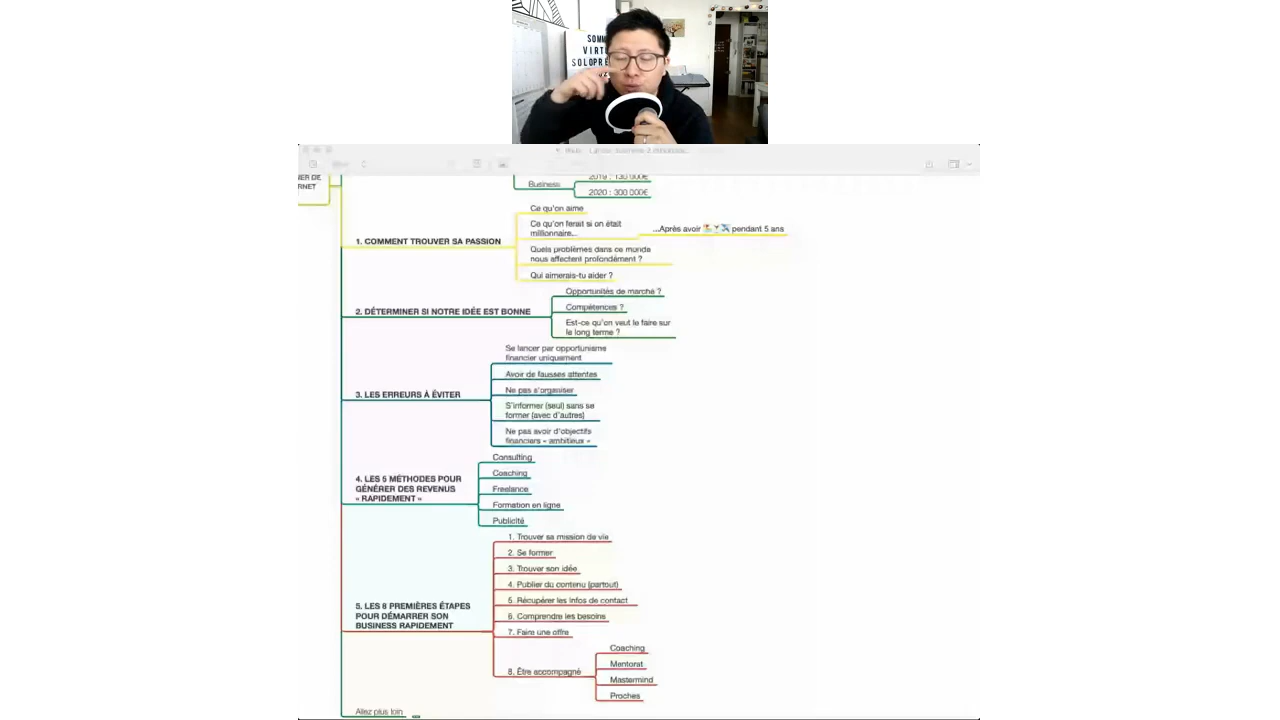 SOMM
VIRTU
SOLOPRE
ER DE
RNET
Business
2019 : 130 000€
2020 : 300 000€
1. COMMENT TROUVER SA PASSION
Ce qu'on aime
Ce qu'on ferait si on était
millionnaire...
...Après avoir 🏖🍸✈ pendant 5 ans
Quels problèmes dans ce monde
nous affectent profondément ?
Qui aimerais-tu aider ?
2. DÉTERMINER SI NOTRE IDÉE EST BONNE
Opportunités de marché ?
Compétences ?
Est-ce qu'on veut le faire sur
le long terme ?
3. LES ERREURS À ÉVITER
Se lancer par opportunisme
financier uniquement
Avoir de fausses attentes
Ne pas s'organiser
S'informer (seul) sans se
former (avec d'autres)
Ne pas avoir d'objectifs
financiers « ambitieux »
4. LES 5 MÉTHODES POUR
GÉNÉRER DES REVENUS
« RAPIDEMENT »
Consulting
Coaching
Freelance
Formation en ligne
Publicité
5. LES 8 PREMIÈRES ÉTAPES
POUR DÉMARRER SON
BUSINESS RAPIDEMENT
1. Trouver sa mission de vie
2. Se former
3. Trouver son idée
4. Publier du contenu (partout)
5. Récupérer les infos de contact
6. Comprendre les besoins
7. Faire une offre
8. Être accompagné
Coaching
Mentorat
Mastermind
Proches
Allez plus loin